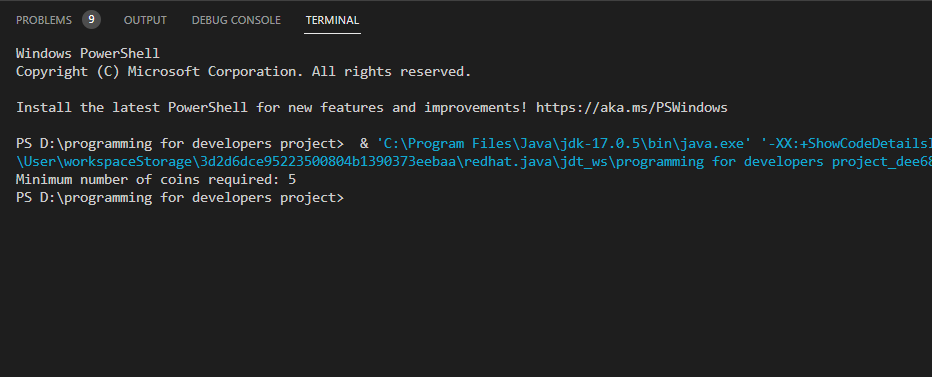 PROBLEMS 9 OUTPUT DEBUG CONSOLE TERMINAL
Windows PowerShell
Copyright (C) Microsoft Corporation. All rights reserved.
Install the latest PowerShell for new features and improvements! https://aka.ms/PSWindows
PS D:\programming for developers project> & 'C:\Program Files\Java\jdk-17.0.5\bin\java.exe' '-XX:+ShowCodeDetailsI
\User\workspaceStorage\3d2d6dce95223500804b1390373eebaa\redhat.java\jdt_ws\programming for developers project_dee68
Minimum number of coins required: 5
PS D:\programming for developers project>